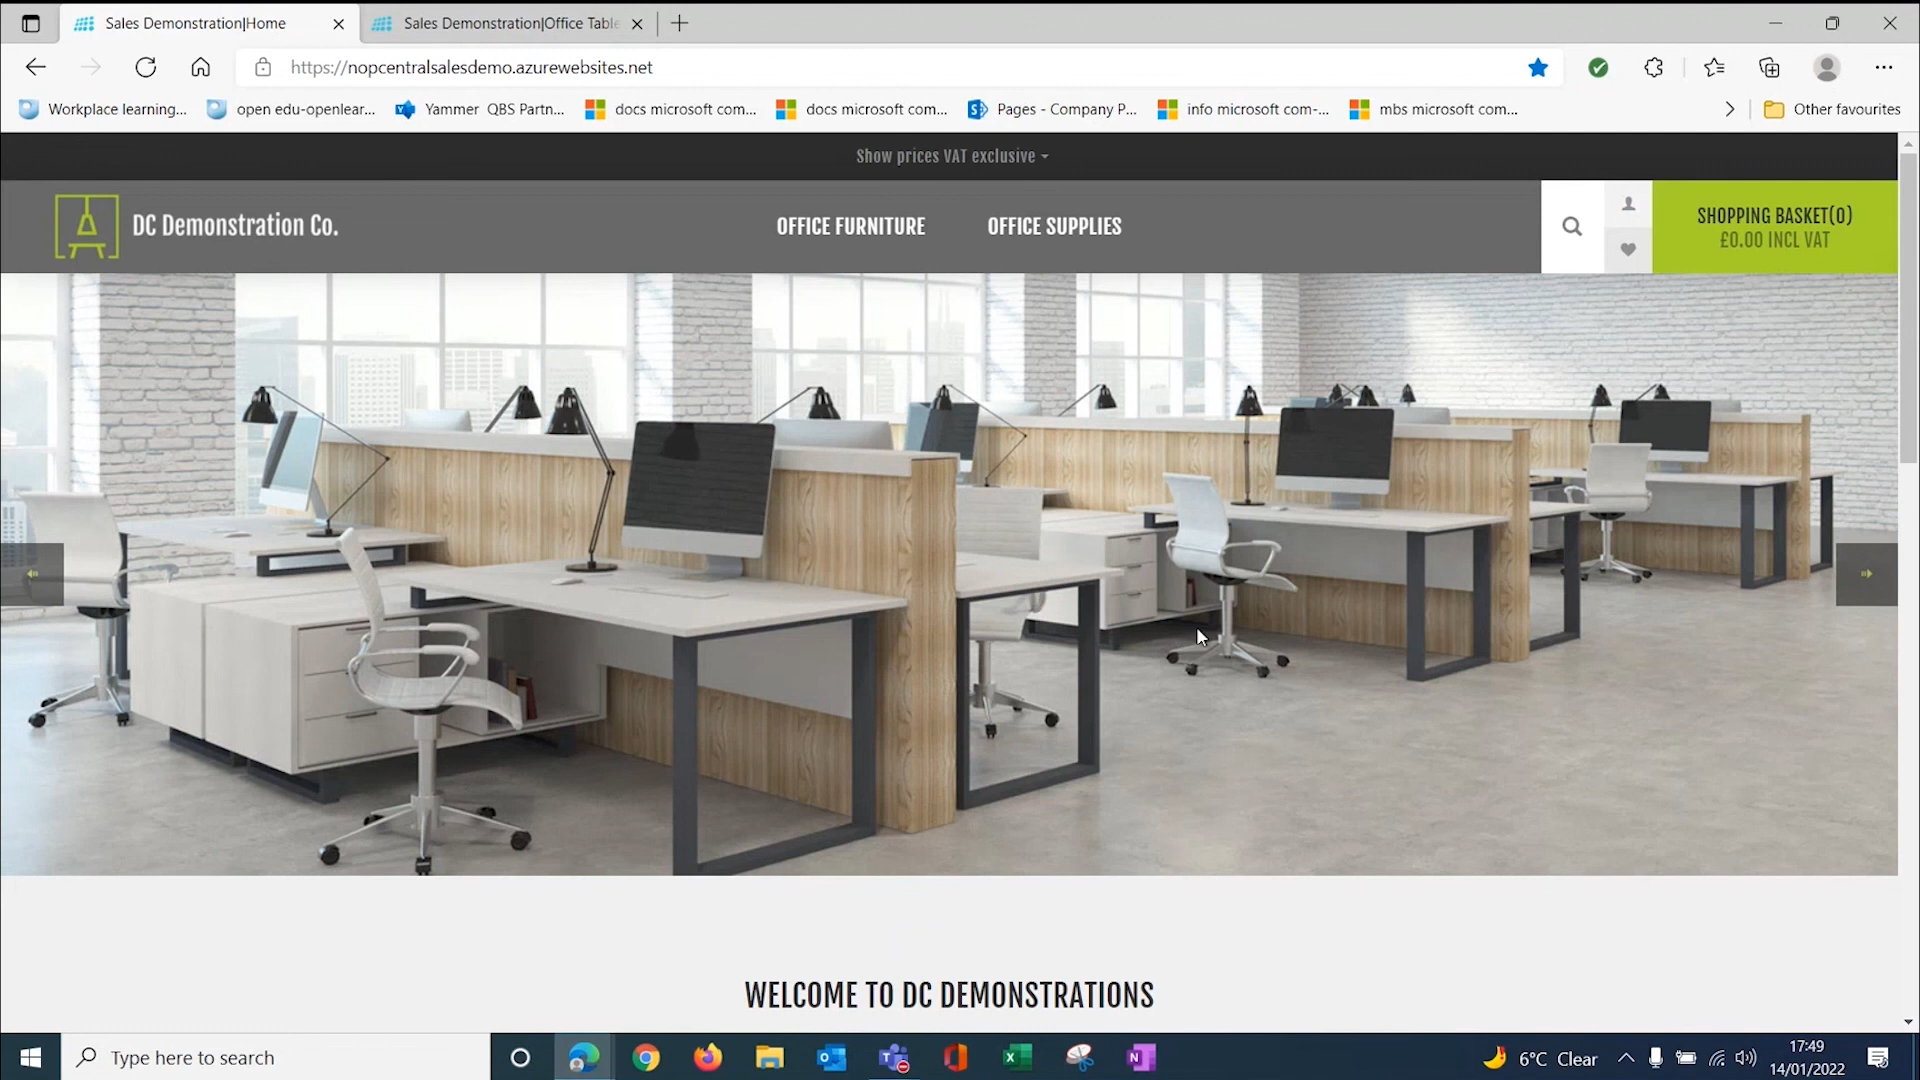 Sales Demonstration|Home
Sales Demonstration|Office Table
https://nopcentralsalesdemo.azurewebsites.net
Workplace learning...
open edu-openlear...
Yammer QBS Partn...
docs microsoft com...
docs microsoft com...
Pages - Company P...
info microsoft com-...
mbs microsoft com...
Other favourites
Show prices VAT exclusive
DC Demonstration Co.
OFFICE FURNITURE
OFFICE SUPPLIES
SHOPPING BASKET(0)
£0.00 INCL VAT
WELCOME TO DC DEMONSTRATIONS
Type here to search
6°C Clear
17:49
14/01/2022